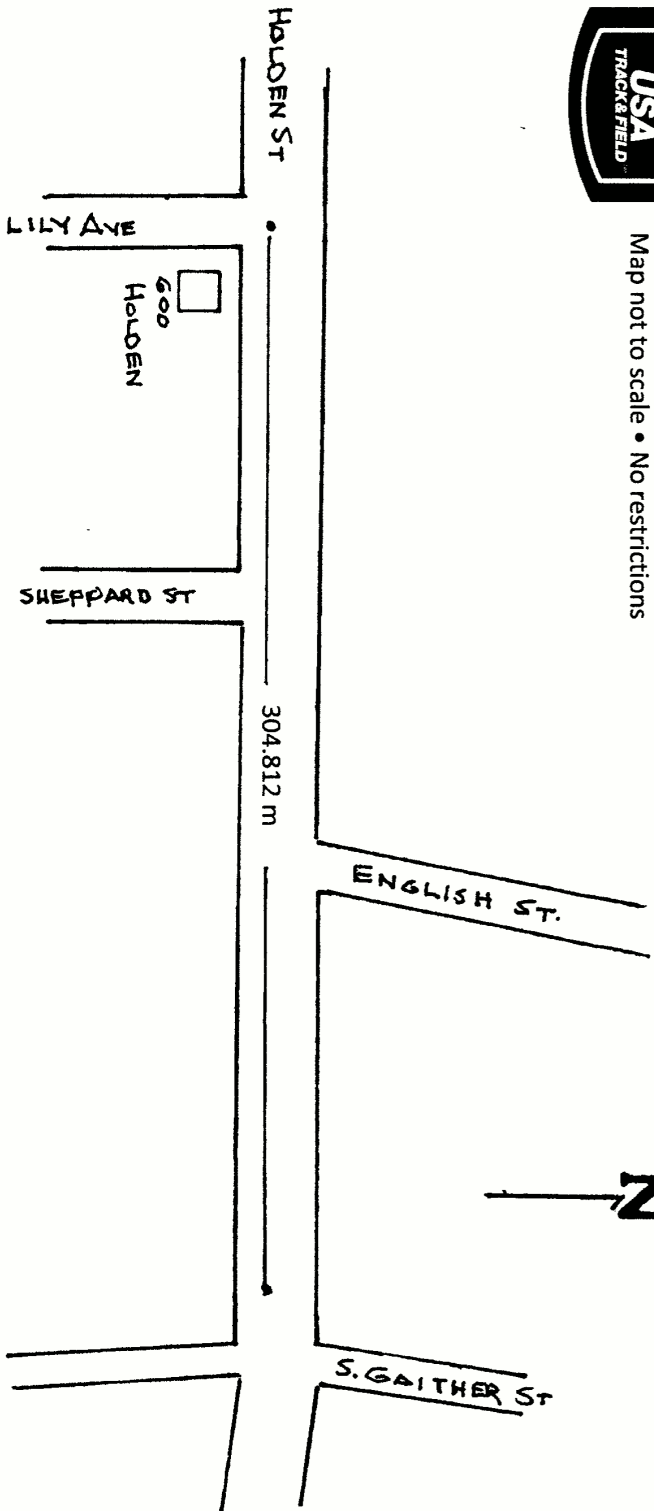 USA
TRACK & FIELD
Map not to scale • No restrictions
N
HOLDEN ST
LILY AVE
600
HOLDEN
SHEPPARD ST
304.812 m
ENGLISH ST.
S. GAITHER ST